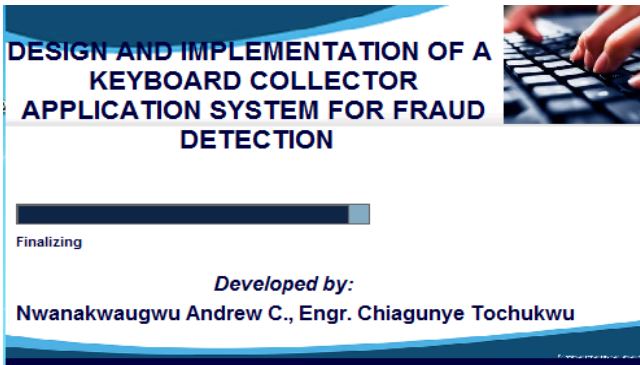 DESIGN AND IMPLEMENTATION OF A
KEYBOARD COLLECTOR
APPLICATION SYSTEM FOR FRAUD
DETECTION
Finalizing
Developed by:
Nwanakwaugwu Andrew C., Engr. Chiagunye Tochukwu